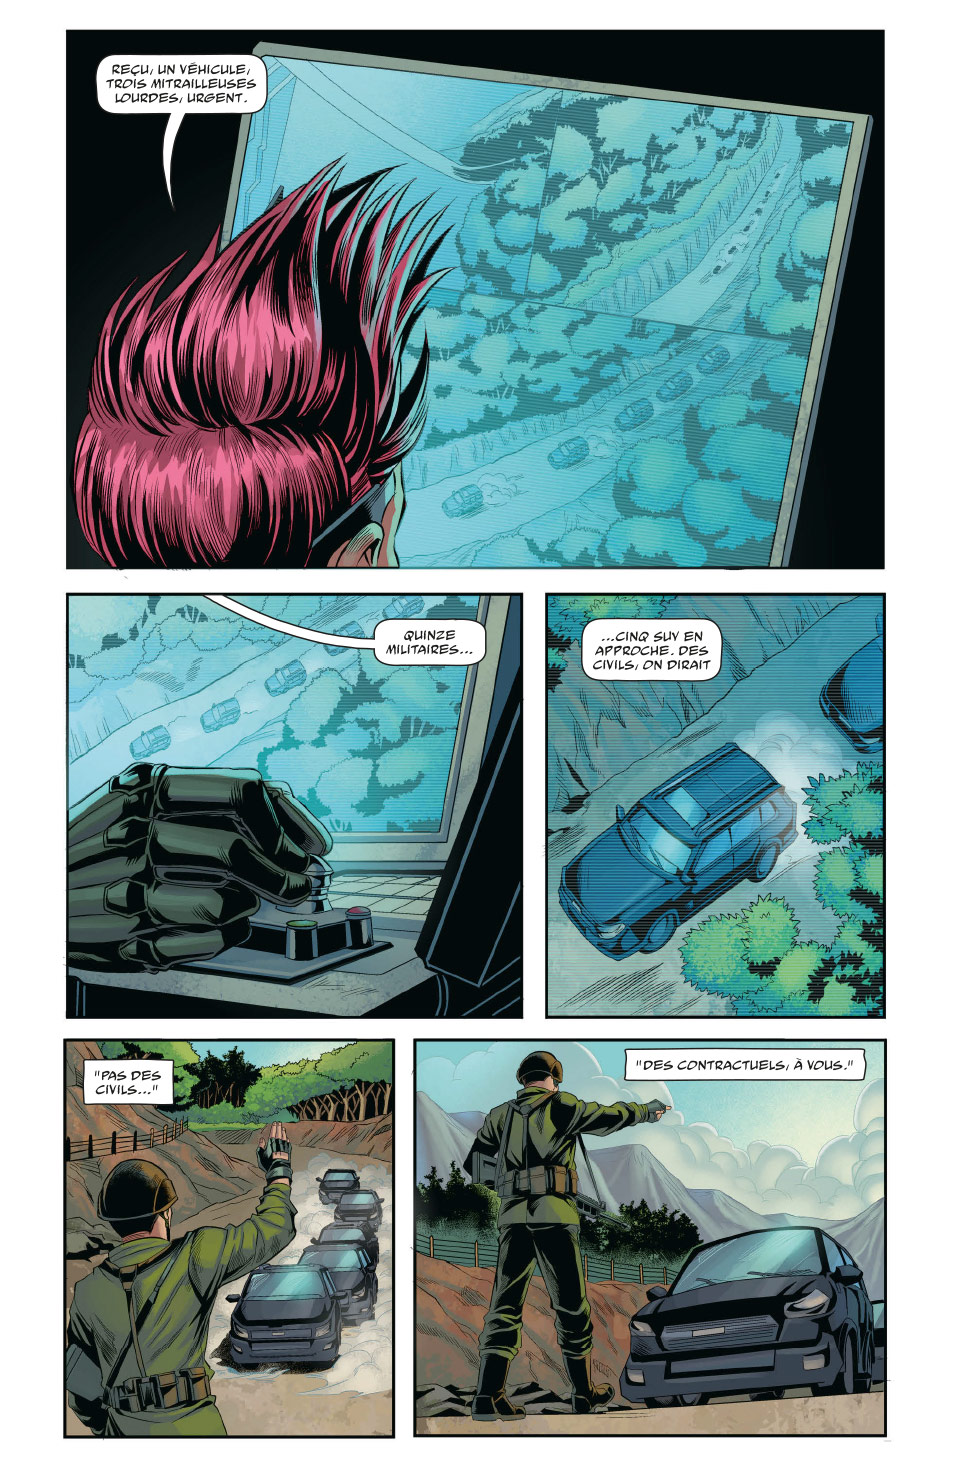 REÇU, UN VÉHICULE,
TROIS MITRAILLEUSES
LOURDES, URGENT.
QUINZE
MILITAIRES...
...CINQ SUV EN
APPROCHE. DES
CIVILS, ON DIRAIT
"PAS DES
CIVILS..."
"DES CONTRACTUELS, À VOUS."